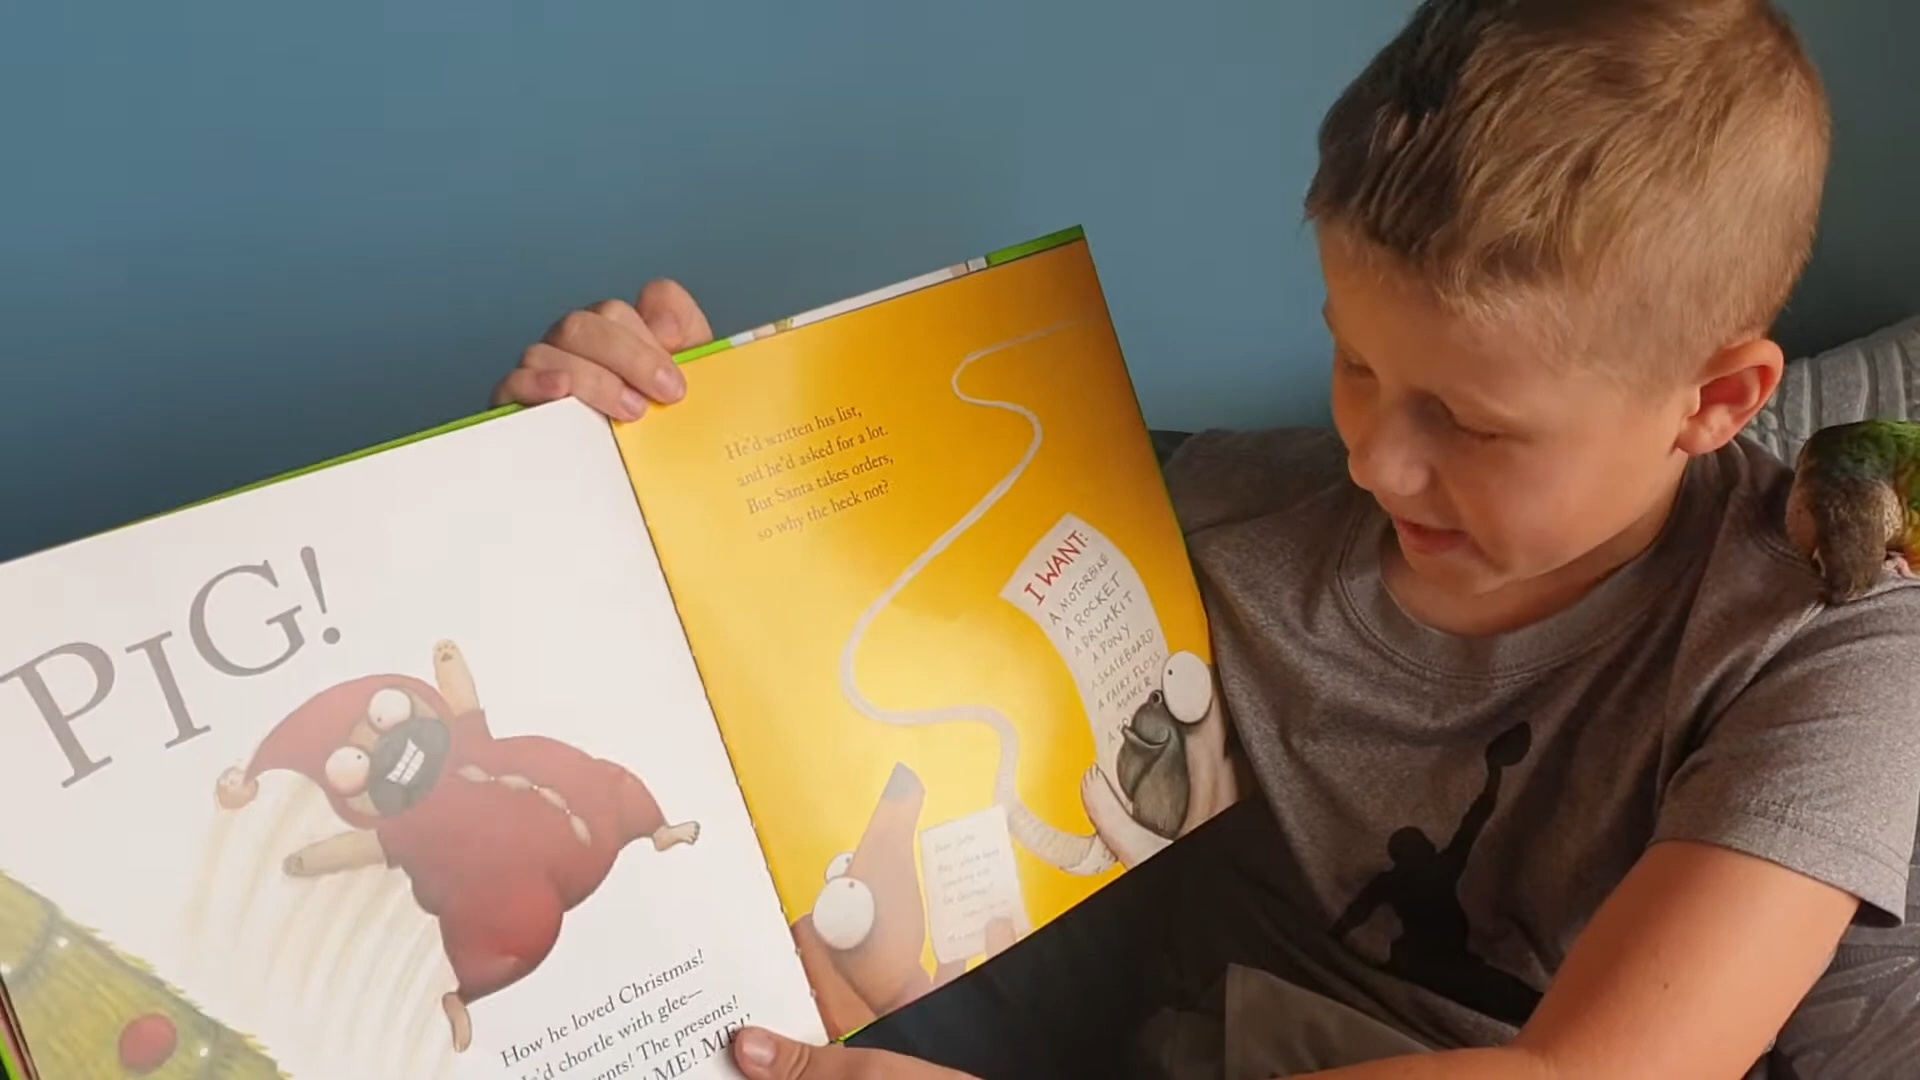 PIG!
How he loved Christmas!
He'd chortle with glee—
The presents!
ME! ME!"
He'd written his list,
and he'd asked for a lot.
But Santa takes orders,
so why the heck not?
I WANT:
A MOTORBIKE
A ROCKET
A DRUMKIT
A PONY
A SKATEBOARD
A FAIRY FLOSS
MAKER
A